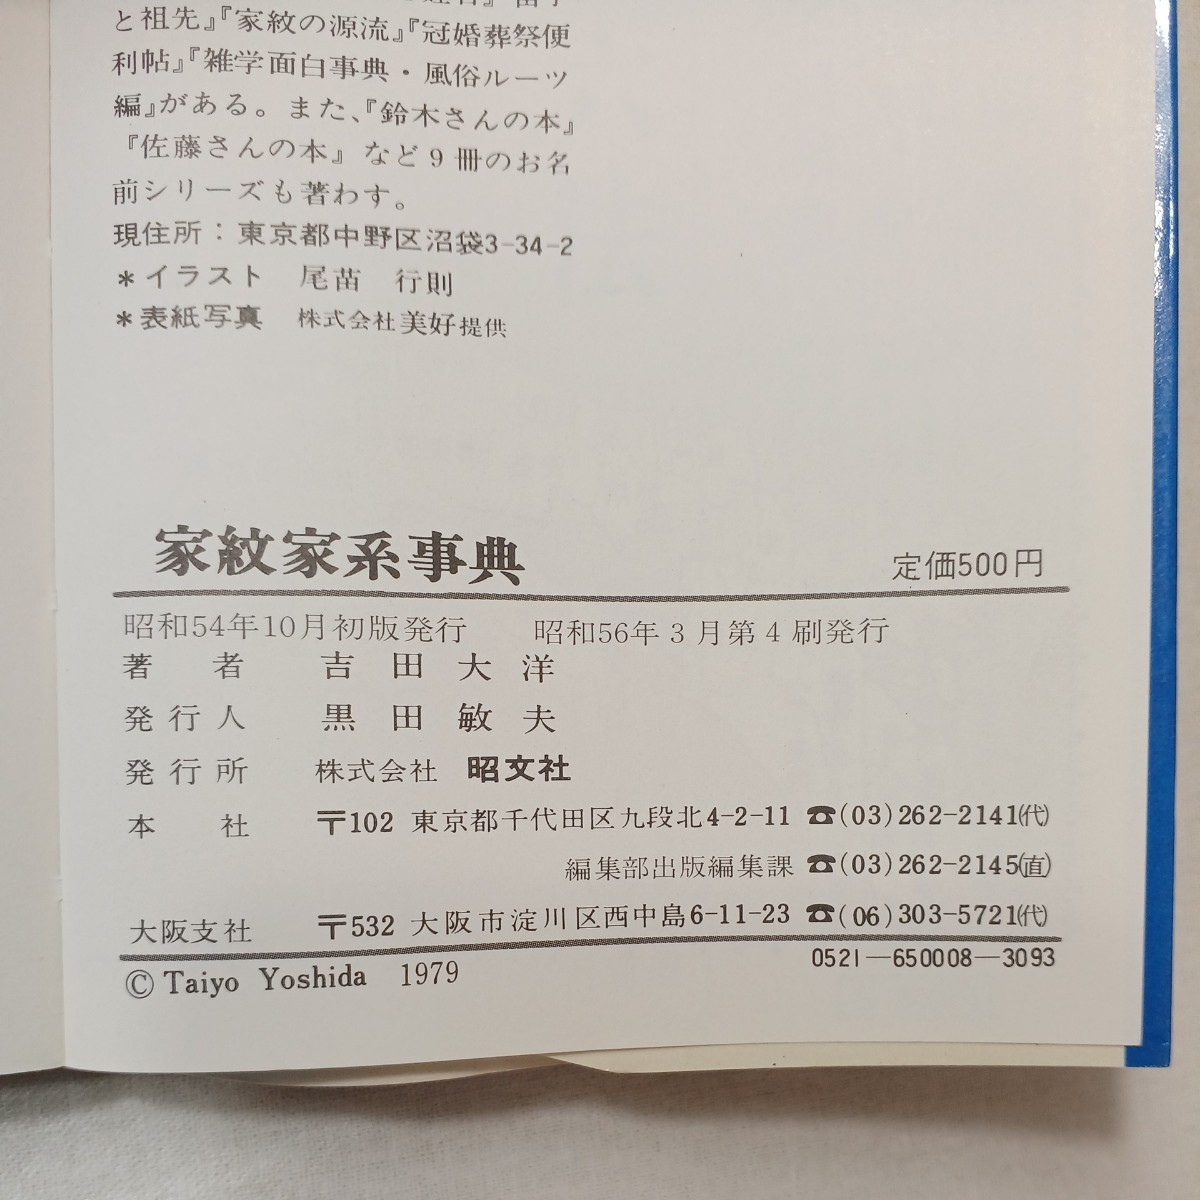 と祖先』『家紋の源流』『冠婚葬祭便
利帖』『雑学面白事典・風俗ルーツ
編』がある。また、『鈴木さんの本』
『佐藤さんの本』など9冊のお名
前シリーズも著わす。
現住所：東京都中野区沼袋3-34-2
＊イラスト 尾苗 行則
＊表紙写真 株式会社美好提供
家紋家系事典 定価500円
昭和54年10月初版発行 昭和56年3月第4刷発行
著者 吉田大洋
発行人 黒田敏夫
発行所 株式会社 昭文社
本社 〒102 東京都千代田区九段北4-2-11 ☎(03)262-2141(代)
編集部出版編集課 ☎(03)262-2145(直)
大阪支社 〒532 大阪市淀川区西中島6-11-23 ☎(06)303-5721(代)
© Taiyo Yoshida 1979 0521—650008—3093